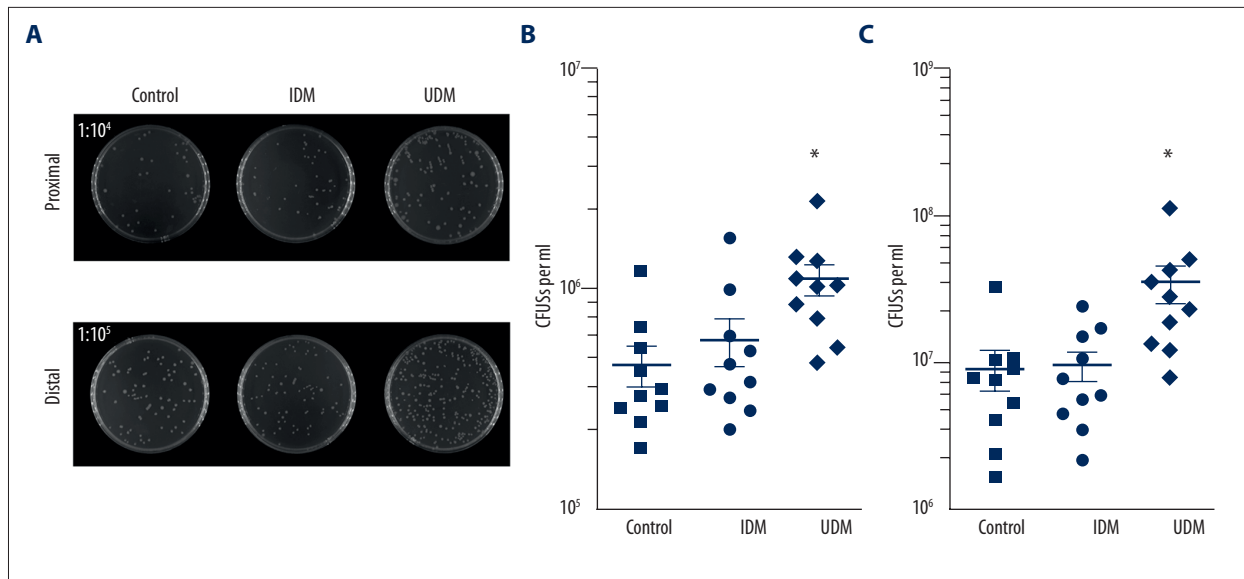 A
Control IDM UDM
1:10⁴
Proximal
1:10⁵
Distal
B
10⁷
*
CFUSs per ml
10⁶
10⁵
Control IDM UDM
C
10⁹
*
10⁸
CFUSs per ml
10⁷
10⁶
Control IDM UDM